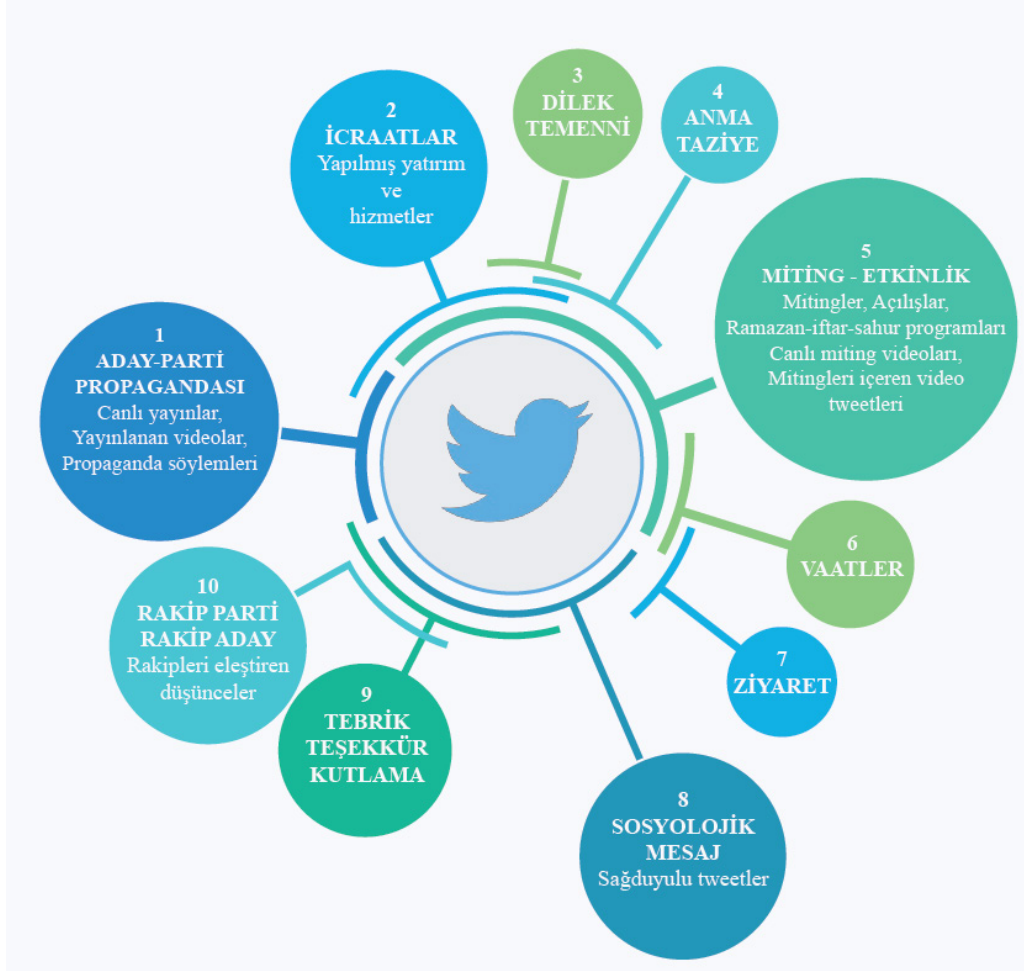 1
ADAY-PARTİ
PROPAGANDASI
Canlı yayınlar,
Yayınlanan videolar,
Propaganda söylemleri
2
İCRAATLAR
Yapılmış yatırım
ve
hizmetler
3
DİLEK
TEMENNİ
4
ANMA
TAZİYE
5
MİTİNG - ETKİNLİK
Mitingler, Açılışlar,
Ramazan-iftar-sahur programları
Canlı miting videoları,
Mitingleri içeren video
tweetleri
6
VAATLER
7
ZİYARET
8
SOSYOLOJİK
MESAJ
Sağduyulu tweetler
9
TEBRİK
TEŞEKKÜR
KUTLAMA
10
RAKİP PARTİ
RAKİP ADAY
Rakipleri eleştiren
düşünceler